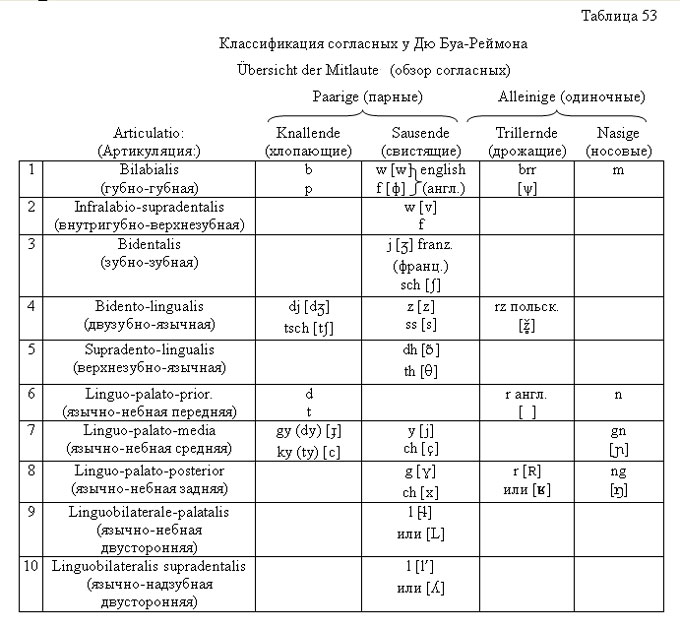 Таблица 53
Классификация согласных у Дю Буа-Реймона
Übersicht der Mitlaute (обзор согласных)
Paarige (парные) Alleinige (одиночные)
Articulatio: Knallende Sausende Trillernde Nasige
(Артикуляция:) (хлопающие) (свистящие) (дрожащие) (носовые)
1 Bilabialis b w [w] english brr m
(губно-губная) p f [ɸ] (англ.) [ψ]
2 Infralabio-supradentalis w [v]
(внутригубно-верхнезубная) f
3 Bidentalis j [ʒ] franz.
(зубно-зубная) (франц.)
sch [ʃ]
4 Bidento-lingualis dj [dʒ] z [z] rz польск.
(двузубно-язычная) tsch [tʃ] ss [s] [ž]
5 Supradento-lingualis dh [ð]
(верхнезубно-язычная) th [θ]
6 Linguo-palato-prior. d r англ. n
(язычно-небная передняя) t [ ]
7 Linguo-palato-media gy (dy) [ɟ] y [j] gn
(язычно-небная средняя) ky (ty) [c] ch [ç] [ɲ]
8 Linguo-palato-posterior g [ɣ] r [R] ng
(язычно-небная задняя) ch [x] или [ʁ] [ŋ]
9 Linguobilaterale-palatalis l [ɫ]
(язычно-небная или [L]
двусторонняя)
10 Linguobilateralis supradentalis l [l′]
(язычно-надзубная или [ʎ]
двусторонняя)